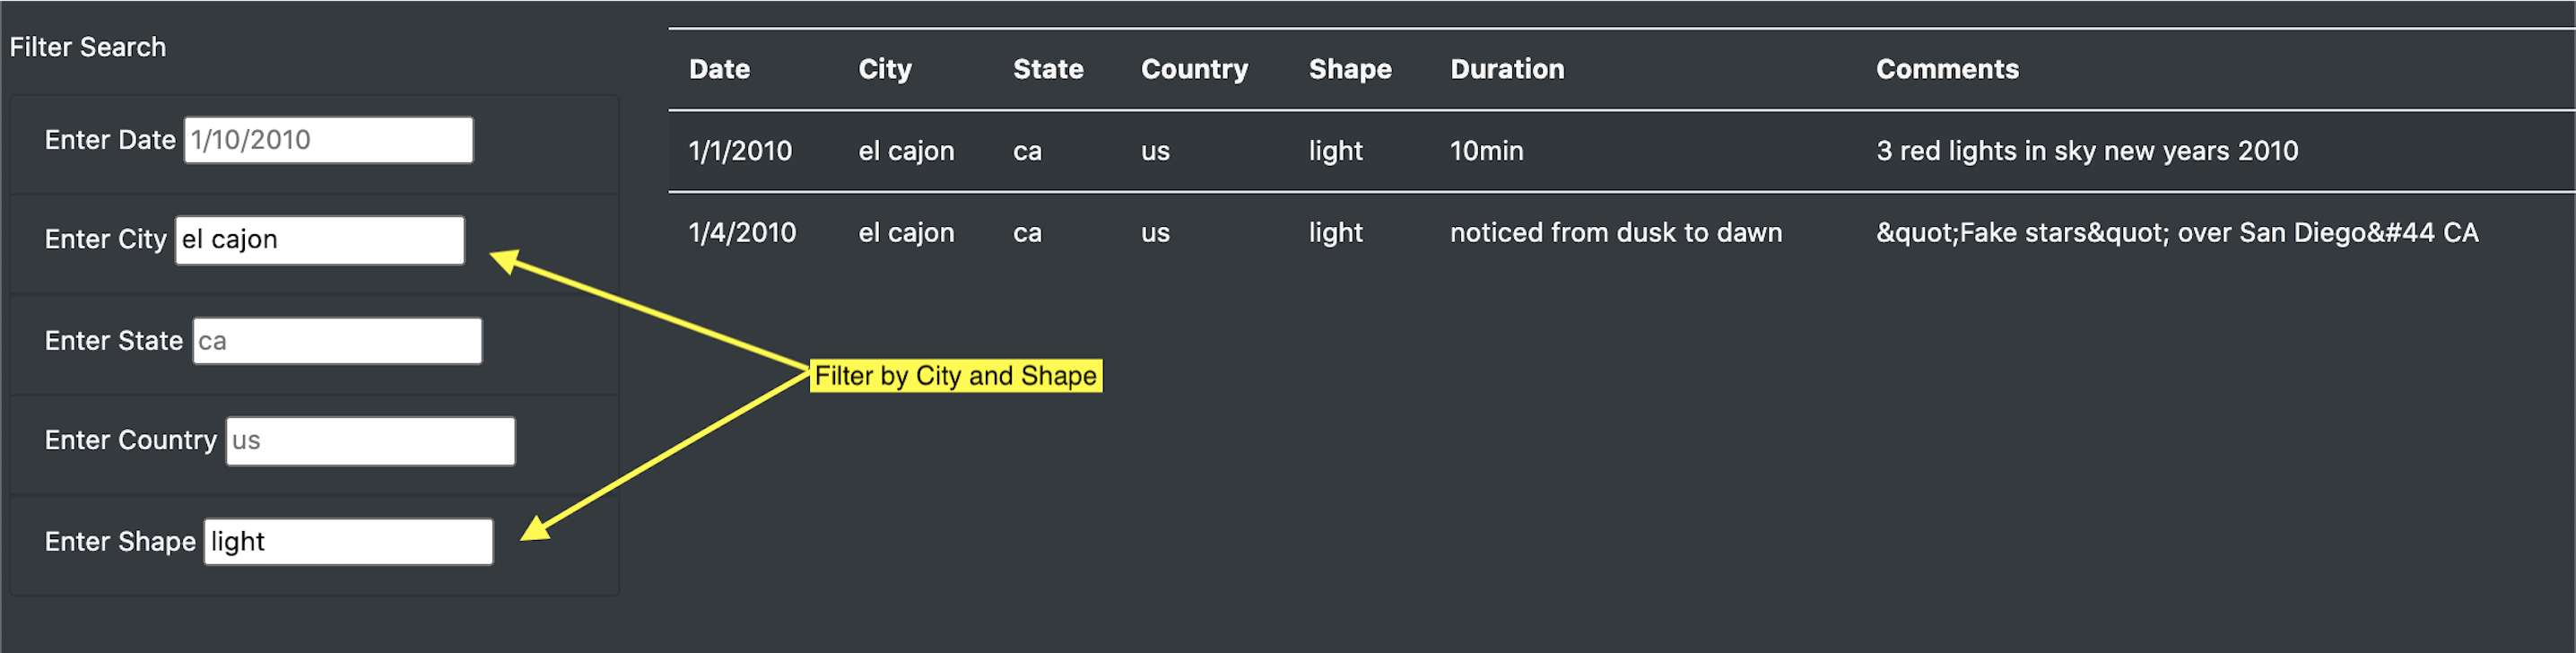 Filter Search
Enter Date 1/10/2010
Enter City el cajon
Enter State ca
Enter Country us
Enter Shape light
Date City State Country Shape Duration Comments
1/1/2010 el cajon ca us light 10min 3 red lights in sky new years 2010
1/4/2010 el cajon ca us light noticed from dusk to dawn &quot;Fake stars&quot; over San Diego&#44 CA
Filter by City and Shape